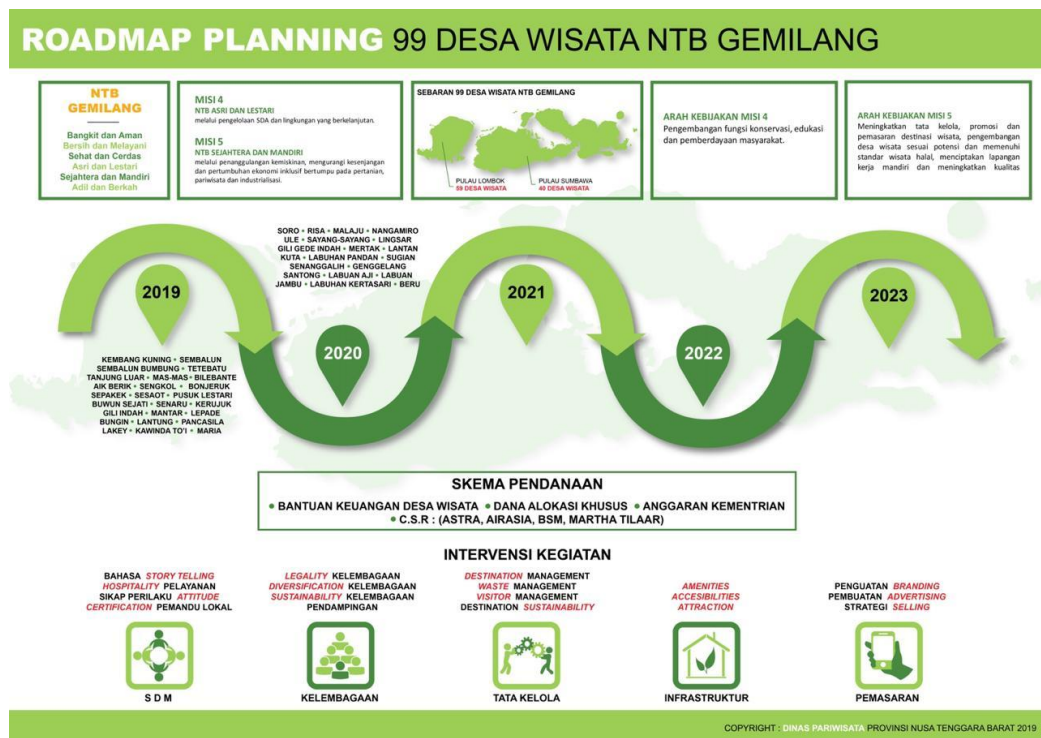 ROADMAP PLANNING 99 DESA WISATA NTB GEMILANG
NTB
GEMILANG
Bangkit dan Aman
Bersih dan Melayani
Sehat dan Cerdas
Asri dan Lestari
Sejahtera dan Mandiri
Adil dan Berkah
MISI 4
NTB ASRI DAN LESTARI
melalui pengelolaan SDA dan lingkungan yang berkelanjutan.
MISI 5
NTB SEJAHTERA DAN MANDIRI
melalui penanggulangan kemiskinan, mengurangi kesenjangan
dan pertumbuhan ekonomi inklusif bertumpu pada pertanian,
pariwisata dan industrialisasi.
SEBARAN 99 DESA WISATA NTB GEMILANG
PULAU LOMBOK
59 DESA WISATA
PULAU SUMBAWA
40 DESA WISATA
ARAH KEBIJAKAN MISI 4
Pengembangan fungsi konservasi, edukasi
dan pemberdayaan masyarakat.
ARAH KEBIJAKAN MISI 5
Meningkatkan tata kelola, promosi dan
pemasaran destinasi wisata, pengembangan
desa wisata sesuai potensi dan memenuhi
standar wisata halal, menciptakan lapangan
kerja mandiri dan meningkatkan kualitas
SORO • RISA • MALAJU • NANGAMIRO
ULE • SAYANG-SAYANG • LINGSAR
GILI GEDE INDAH • MERTAK • LANTAN
KUTA • LABUHAN PANDAN • SUGIAN
SENANGGALIH • GENGGELANG
SANTONG • LABUAN AJI • LABUAN
JAMBU • LABUHAN KERTASARI • BERU
2019
2020
2021
2022
2023
KEMBANG KUNING • SEMBALUN
SEMBALUN BUMBUNG • TETEBATU
TANJUNG LUAR • MAS-MAS • BILEBANTE
AIK BERIK • SENGKOL • BONJERUK
SEPAKEK • SESAOT • PUSUK LESTARI
BUWUN SEJATI • SENARU • KERUJUK
GILI INDAH • MANTAR • LEPADE
BUNGIN • LANTUNG • PANCASILA
LAKEY • KAWINDA TO'I • MARIA
SKEMA PENDANAAN
• BANTUAN KEUANGAN DESA WISATA • DANA ALOKASI KHUSUS • ANGGARAN KEMENTRIAN
• C.S.R : (ASTRA, AIRASIA, BSM, MARTHA TILAAR)
INTERVENSI KEGIATAN
BAHASA STORY TELLING
HOSPITALITY PELAYANAN
SIKAP PERILAKU ATTITUDE
CERTIFICATION PEMANDU LOKAL
SDM
LEGALITY KELEMBAGAAN
DIVERSIFICATION KELEMBAGAAN
SUSTAINABILITY KELEMBAGAAN
PENDAMPINGAN
KELEMBAGAAN
DESTINATION MANAGEMENT
WASTE MANAGEMENT
VISITOR MANAGEMENT
DESTINATION SUSTAINABILITY
TATA KELOLA
AMENITIES
ACCESIBILITIES
ATTRACTION
INFRASTRUKTUR
PENGUATAN BRANDING
PEMBUATAN ADVERTISING
STRATEGI SELLING
PEMASARAN
COPYRIGHT : DINAS PARIWISATA PROVINSI NUSA TENGGARA BARAT 2019